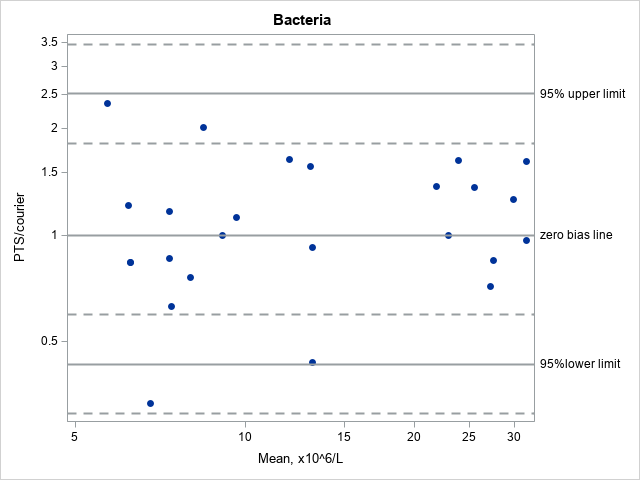 Bacteria
3.5
3
2.5
2
1.5
1
0.5
PTS/courier
95% upper limit
zero bias line
95%lower limit
5 10 15 20 25 30
Mean, x10^6/L